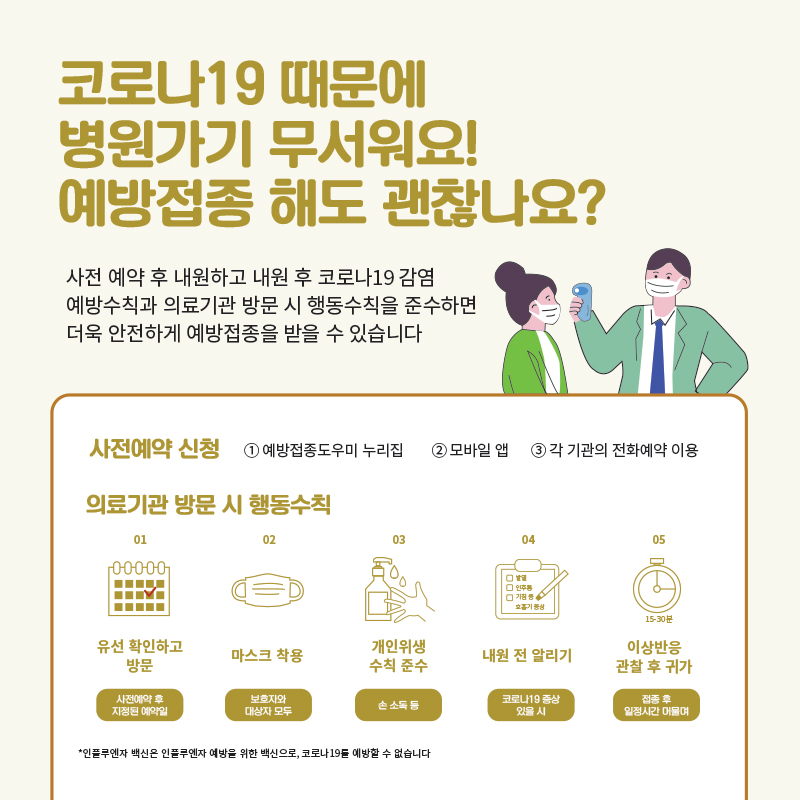 코로나19 때문에
병원가기 무서워요!
예방접종 해도 괜찮나요?
사전 예약 후 내원하고 내원 후 코로나19 감염
예방수칙과 의료기관 방문 시 행동수칙을 준수하면
더욱 안전하게 예방접종을 받을 수 있습니다
사전예약 신청 ① 예방접종도우미 누리집 ② 모바일 앱 ③ 각 기관의 전화예약 이용
의료기관 방문 시 행동수칙
01
유선 확인하고
방문
사전예약 후
지정된 예약일
02
마스크 착용
보호자와
대상자 모두
03
개인위생
수칙 준수
손 소독 등
04
발열
인후통
기침 등
호흡기 증상
내원 전 알리기
코로나19 증상
있을 시
05
15-30분
이상반응
관찰 후 귀가
접종 후
일정시간 머물며
*인플루엔자 백신은 인플루엔자 예방을 위한 백신으로, 코로나19를 예방할 수 없습니다